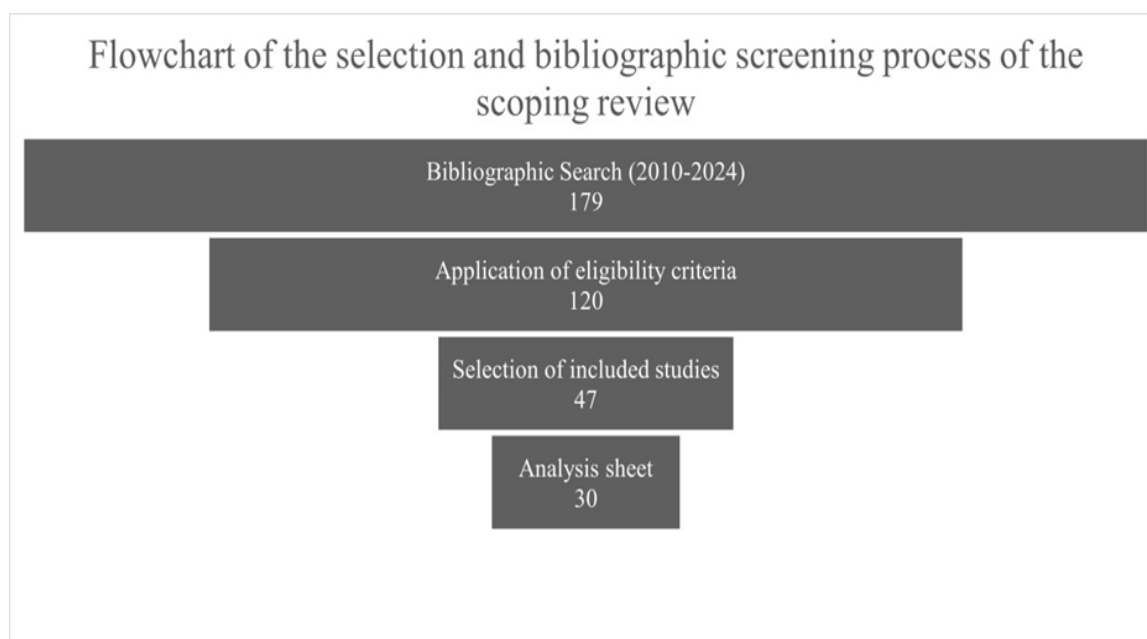 Flowchart of the selection and bibliographic screening process of the
scoping review
Bibliographic Search (2010-2024)
179
Application of eligibility criteria
120
Selection of included studies
47
Analysis sheet
30